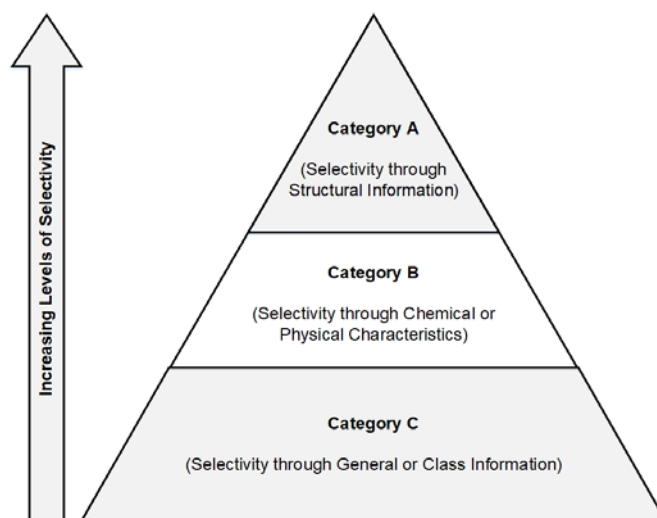 Increasing Levels of Selectivity
Category A
(Selectivity through
Structural Information)
Category B
(Selectivity through Chemical or
Physical Characteristics)
Category C
(Selectivity through General or Class Information)